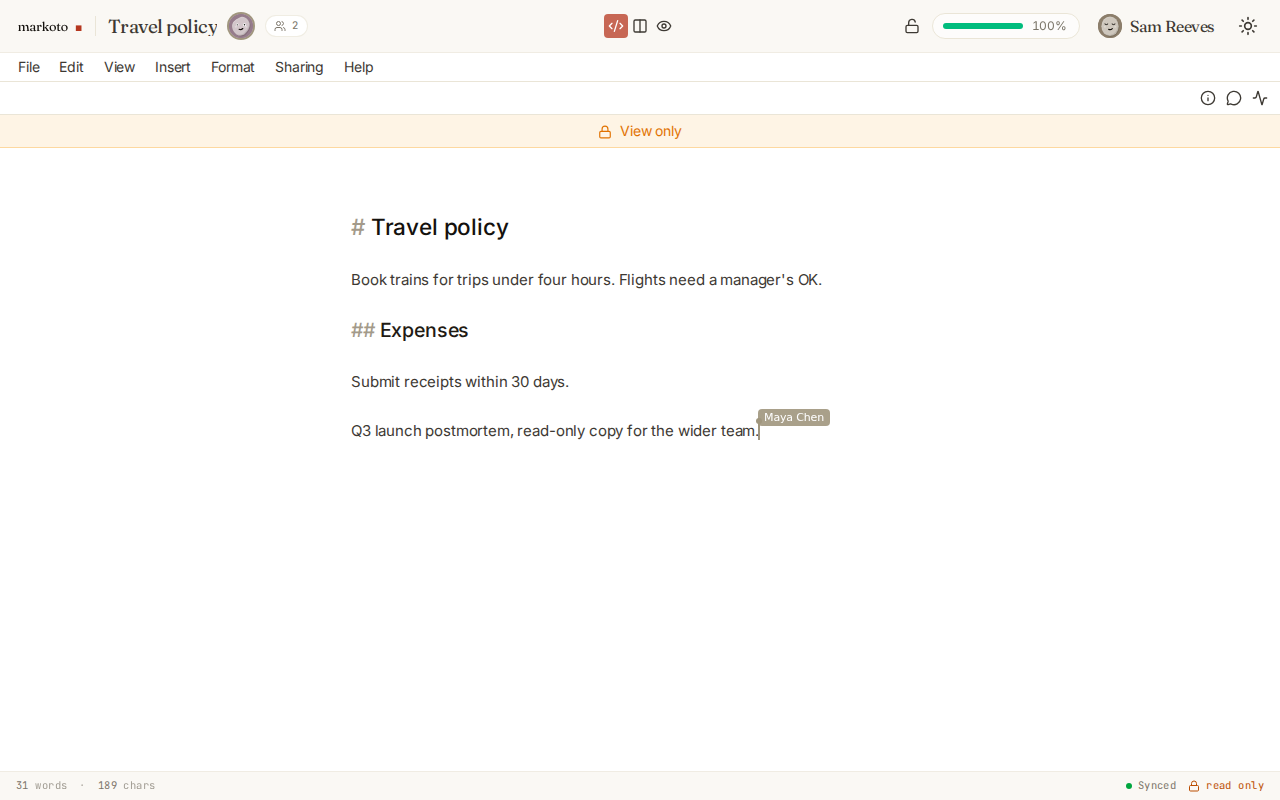 markoto Travel policy 2 100% Sam Reeves
File Edit View Insert Format Sharing Help
View only
# Travel policy
Book trains for trips under four hours. Flights need a manager's OK.
## Expenses
Submit receipts within 30 days.
Maya Chen
Q3 launch postmortem, read-only copy for the wider team.
31 words · 189 chars Synced read only